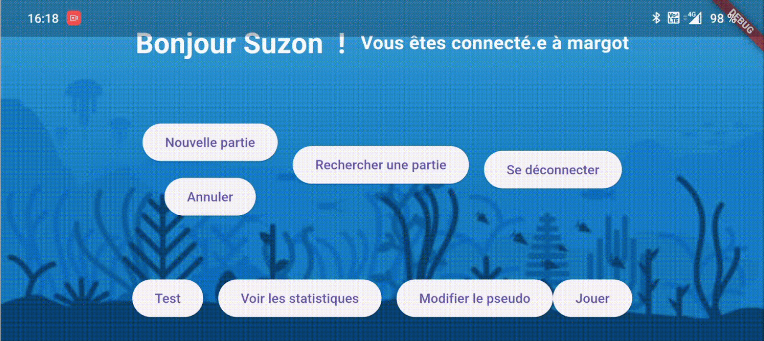 16:18 4G 98 %
DEBUG
Bonjour Suzon ! Vous êtes connecté.e à margot
Nouvelle partie
Rechercher une partie
Se déconnecter
Annuler
Test Voir les statistiques Modifier le pseudo Jouer